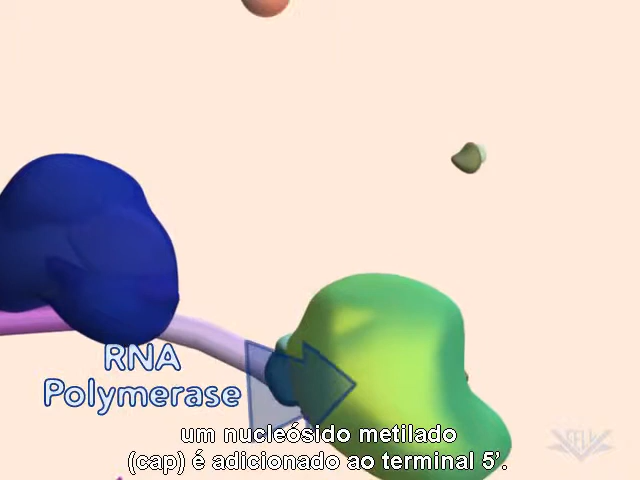 RNA
Polymerase
um nucleósido metilado
(cap) é adicionado ao terminal 5’.